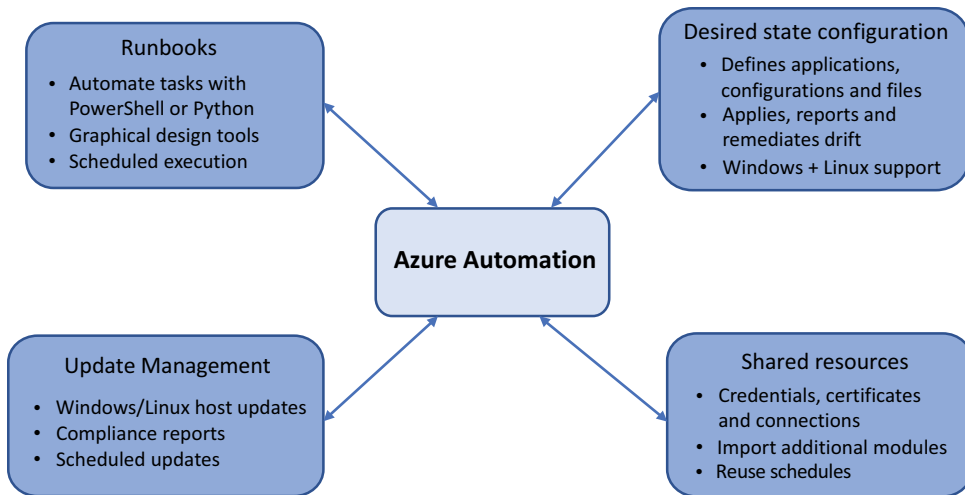 Runbooks
• Automate tasks with
PowerShell or Python
• Graphical design tools
• Scheduled execution
Desired state configuration
• Defines applications,
configurations and files
• Applies, reports and
remediates drift
• Windows + Linux support
Azure Automation
Update Management
• Windows/Linux host updates
• Compliance reports
• Scheduled updates
Shared resources
• Credentials, certificates
and connections
• Import additional modules
• Reuse schedules